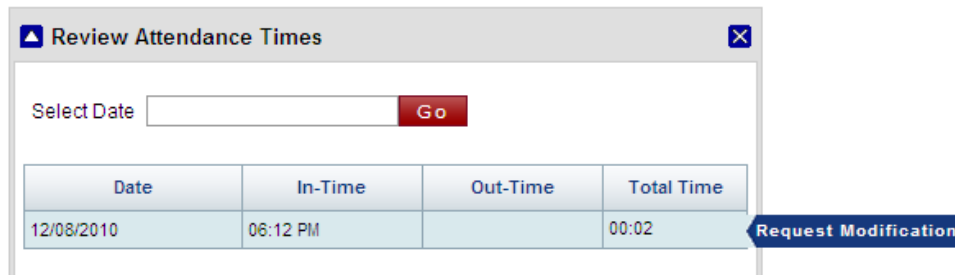 Review Attendance Times
Select Date Go
Date In-Time Out-Time Total Time
12/08/2010 06:12 PM 00:02
Request Modification